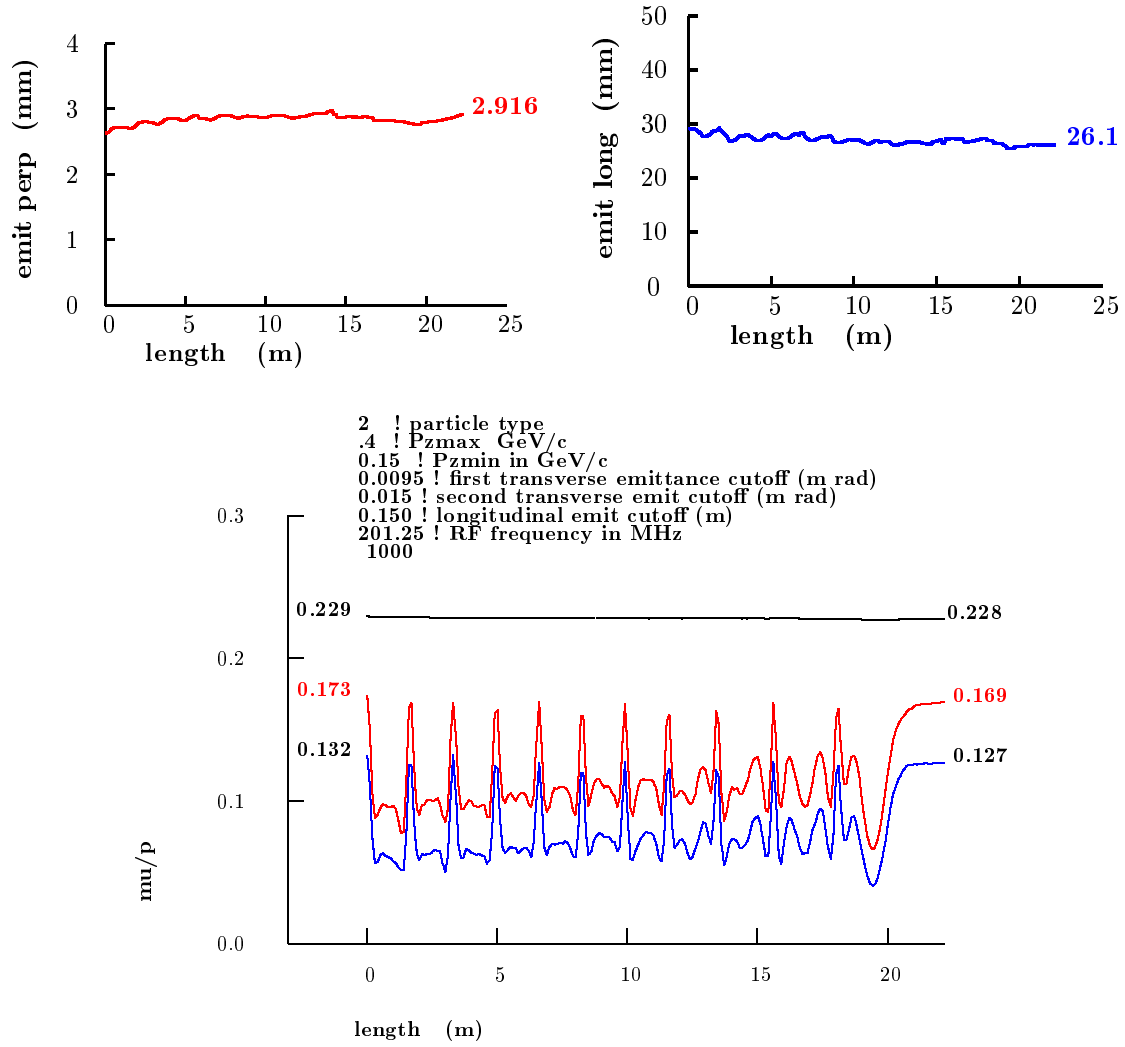 4
3
2
1
0
emit perp (mm)
2.916
0 5 10 15 20 25
length (m)
50
40
30
20
10
0
emit long (mm)
26.1
0 5 10 15 20 25
length (m)
2 ! particle type
.4 ! Pzmax GeV/c
0.15 ! Pzmin in GeV/c
0.0095 ! first transverse emittance cutoff (m rad)
0.015 ! second transverse emit cutoff (m rad)
0.150 ! longitudinal emit cutoff (m)
201.25 ! RF frequency in MHz
1000
0.3
0.2
0.1
0.0
mu/p
0.229
0.173
0.132
0.228
0.169
0.127
0 5 10 15 20
length (m)